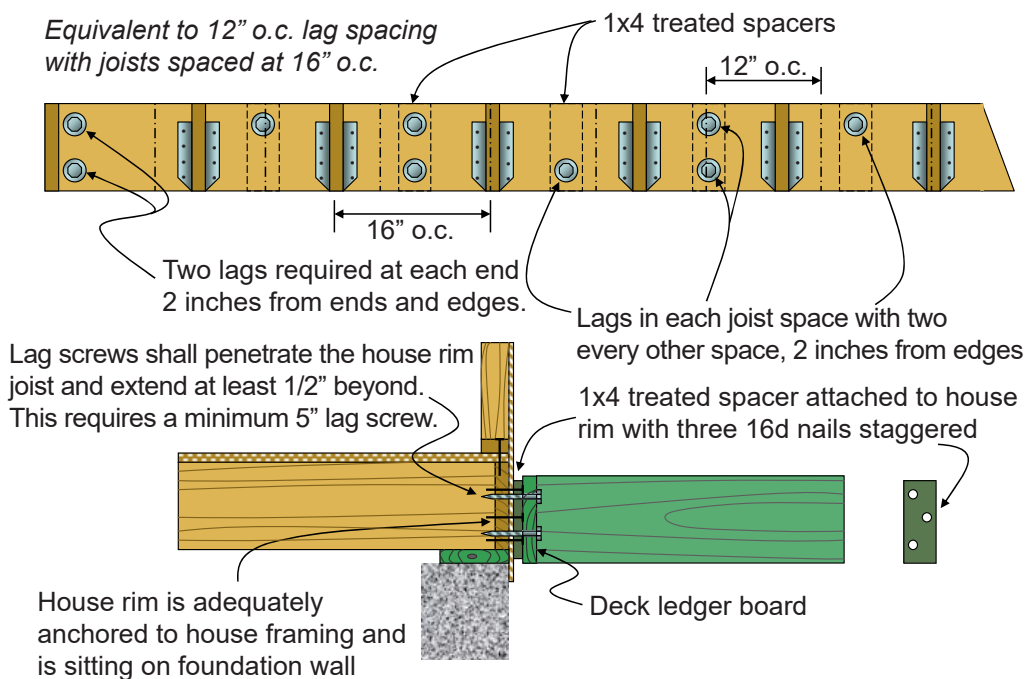 Equivalent to 12” o.c. lag spacing
with joists spaced at 16” o.c.
1x4 treated spacers
12” o.c.
16” o.c.
Two lags required at each end
2 inches from ends and edges.
Lags in each joist space with two
every other space, 2 inches from edges
Lag screws shall penetrate the house rim
joist and extend at least 1/2” beyond.
This requires a minimum 5” lag screw.
1x4 treated spacer attached to house
rim with three 16d nails staggered
House rim is adequately
anchored to house framing and
is sitting on foundation wall
Deck ledger board